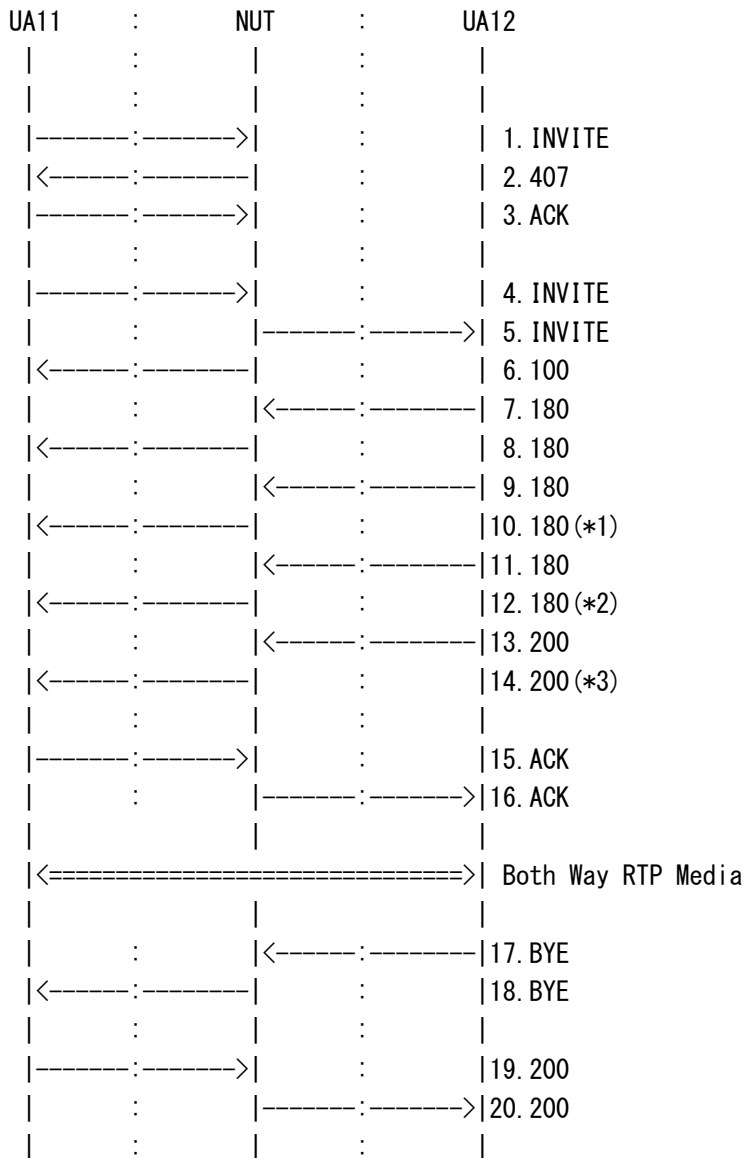 UA11 : NUT : UA12
| : | : |
| : | : |
|------:------->| : | 1. INVITE
|<------:-------| : | 2. 407
|------:------->| : | 3. ACK
| : | : |
|------:------->| : | 4. INVITE
| : |------:------->| 5. INVITE
|<------:-------| : | 6. 100
| : |<------:-------| 7. 180
|<------:-------| : | 8. 180
| : |<------:-------| 9. 180
|<------:-------| : |10. 180(*1)
| : |<------:-------|11. 180
|<------:-------| : |12. 180(*2)
| : |<------:-------|13. 200
|<------:-------| : |14. 200(*3)
| : | : |
|------:------->| : |15. ACK
| : |------:------->|16. ACK
| | |
|<=============================>| Both Way RTP Media
| | |
| : |<------:-------|17. BYE
|<------:-------| : |18. BYE
| : | : |
|------:------->| : |19. 200
| : |------:------->|20. 200
| : | : |